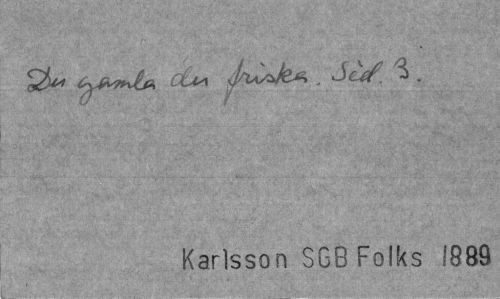 Du gamla du friska. Sid. 3.
Karlsson SGB Folks 1889